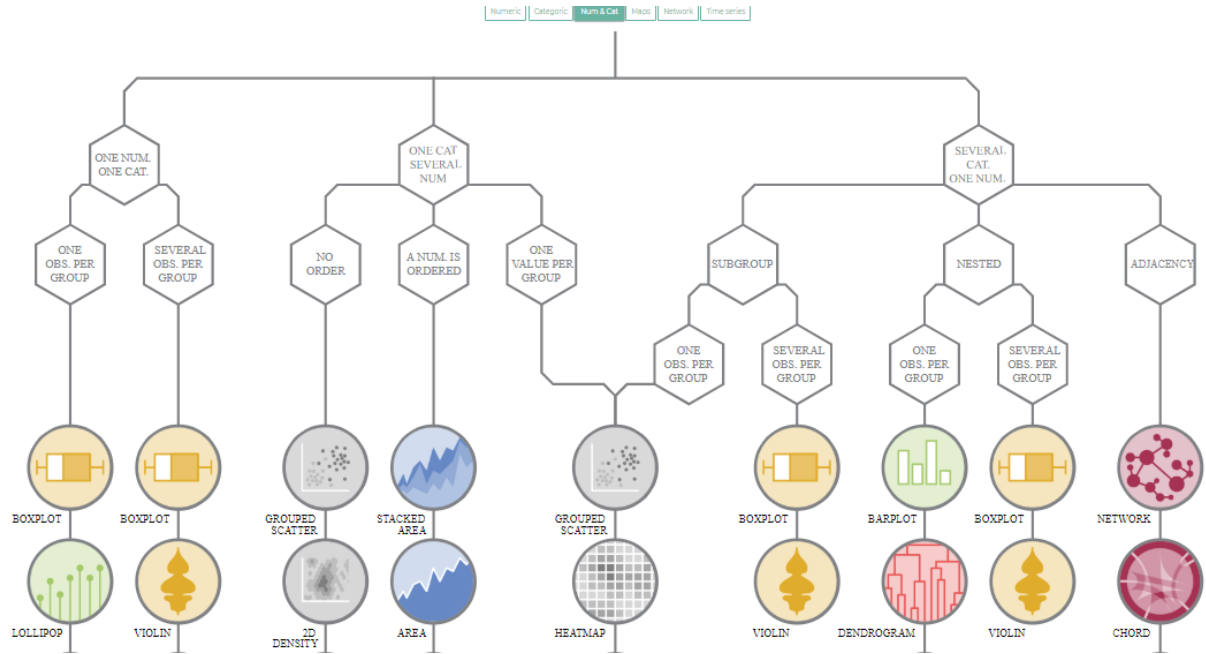 Numeric
Categoric
Num & Cat
Maps
Network
Time series
ONE NUM.
ONE CAT.
ONE CAT
SEVERAL
NUM
SEVERAL
CAT.
ONE NUM.
ONE
OBS. PER
GROUP
SEVERAL
OBS. PER
GROUP
NO
ORDER
A NUM. IS
ORDERED
ONE
VALUE PER
GROUP
SUBGROUP
NESTED
ADJACENCY
ONE
OBS. PER
GROUP
SEVERAL
OBS. PER
GROUP
ONE
OBS. PER
GROUP
SEVERAL
OBS. PER
GROUP
BOXPLOT
BOXPLOT
GROUPED
SCATTER
STACKED
AREA
GROUPED
SCATTER
BOXPLOT
BARPLOT
BOXPLOT
NETWORK
LOLLIPOP
VIOLIN
2D
DENSITY
AREA
HEATMAP
VIOLIN
DENDROGRAM
VIOLIN
CHORD